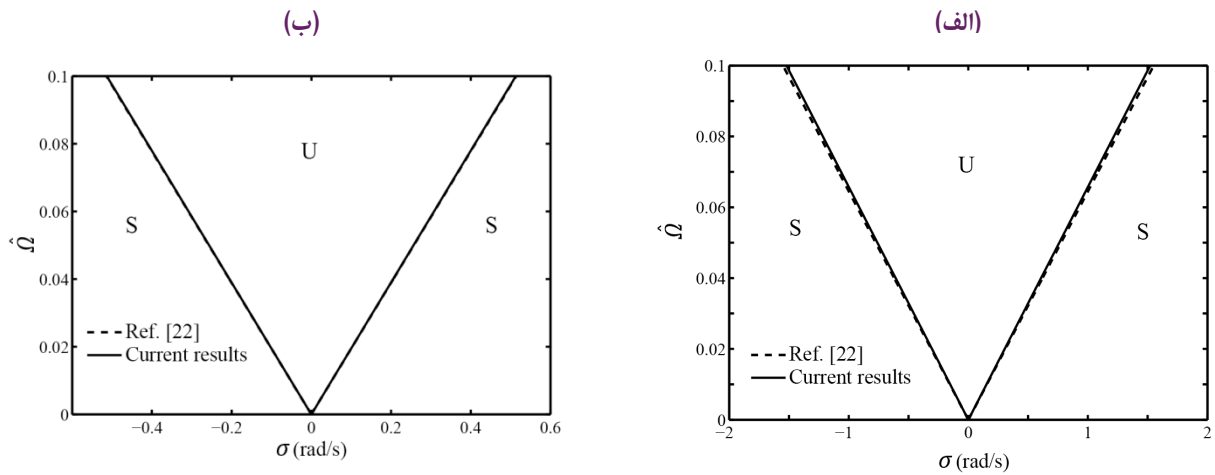 (الف)
0.1
0.08
0.06
0.04
0.02
0
Ω̂
U
S
S
Ref. [22]
Current results
−2
−1
0
1
2
σ (rad/s)
(ب)
0.1
0.08
0.06
0.04
0.02
0
Ω̂
U
S
S
Ref. [22]
Current results
−0.4
−0.2
0
0.2
0.4
0.6
σ (rad/s)